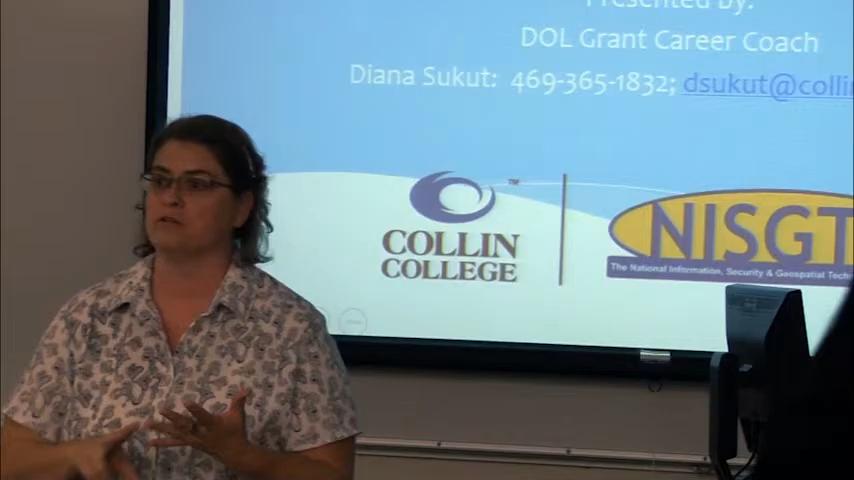 Presented by:
DOL Grant Career Coach
Diana Sukut: 469-365-1832; dsukut@collin
COLLIN
COLLEGE
TM
NISGT
The National Information, Security & Geospatial Tech